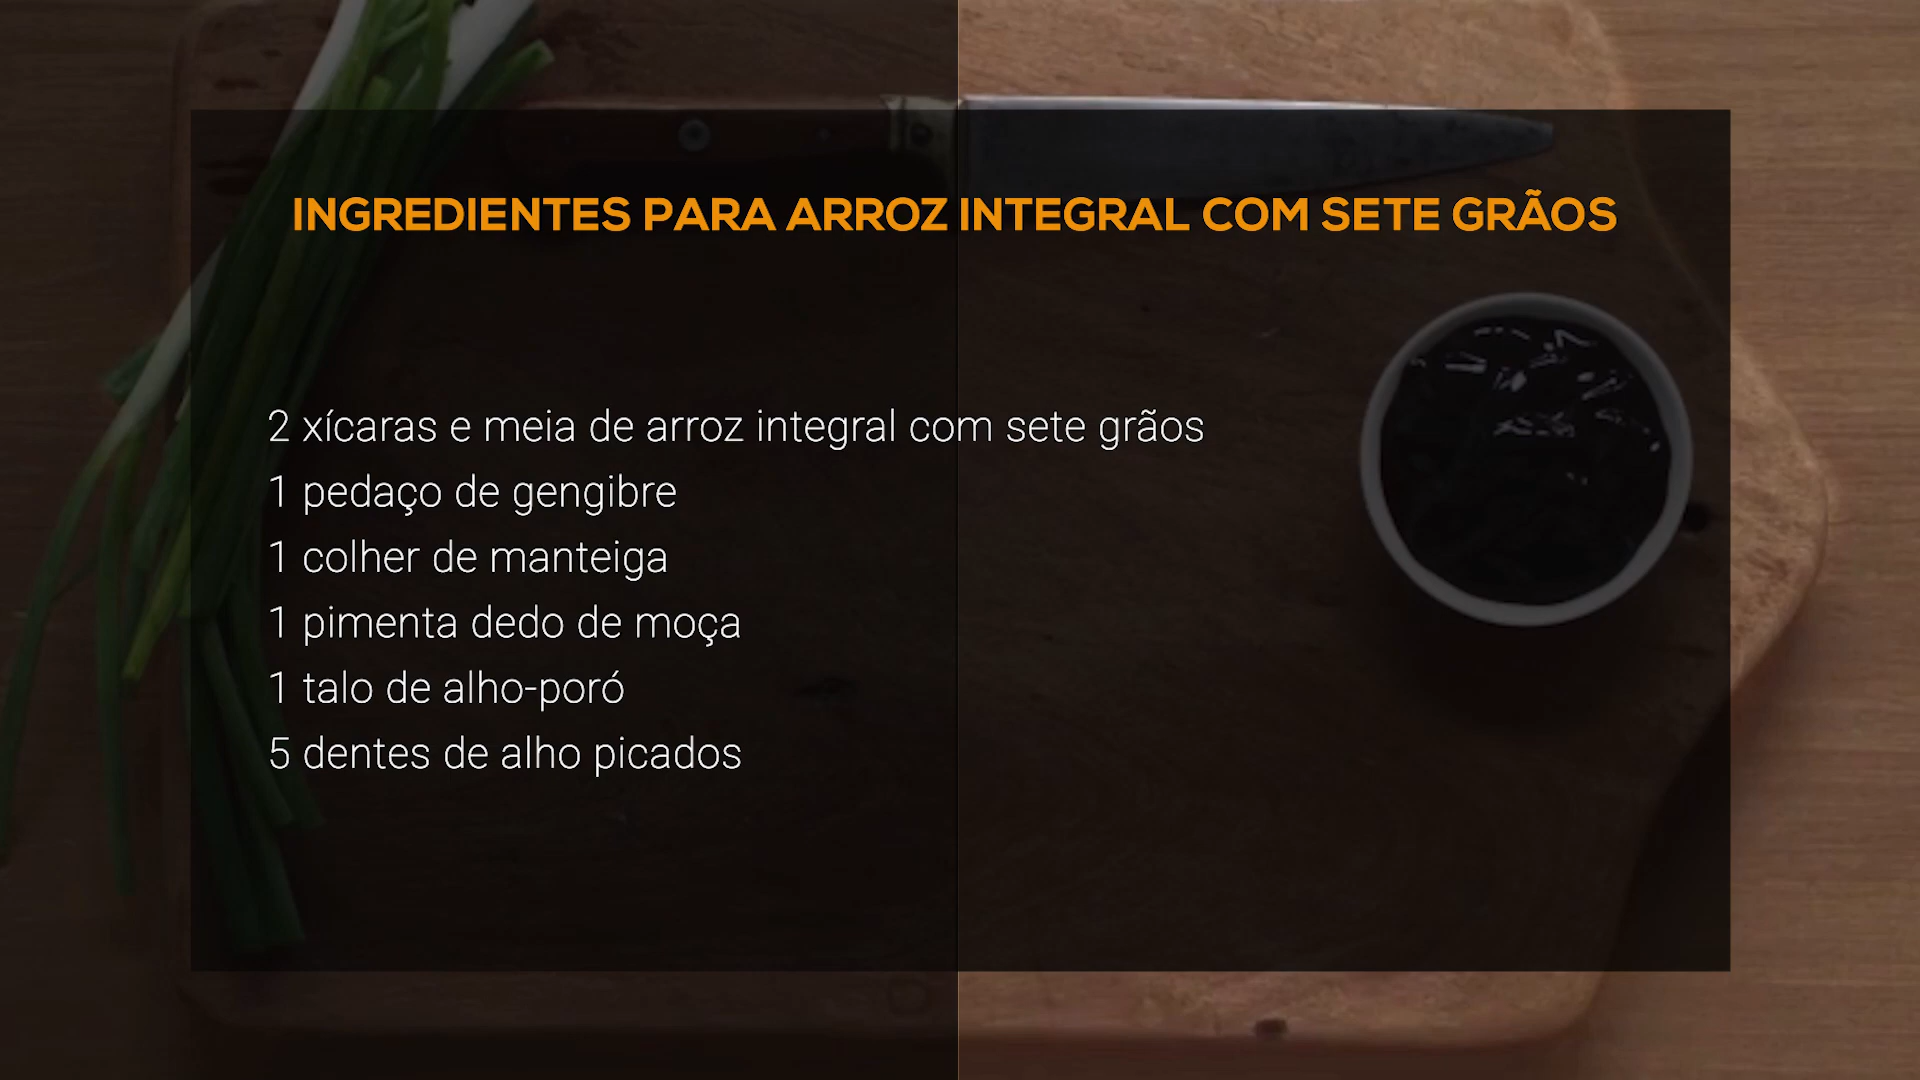 INGREDIENTES PARA ARROZ INTEGRAL COM SETE GRÃOS
2 xícaras e meia de arroz integral com sete grãos
1 pedaço de gengibre
1 colher de manteiga
1 pimenta dedo de moça
1 talo de alho-poró
5 dentes de alho picados